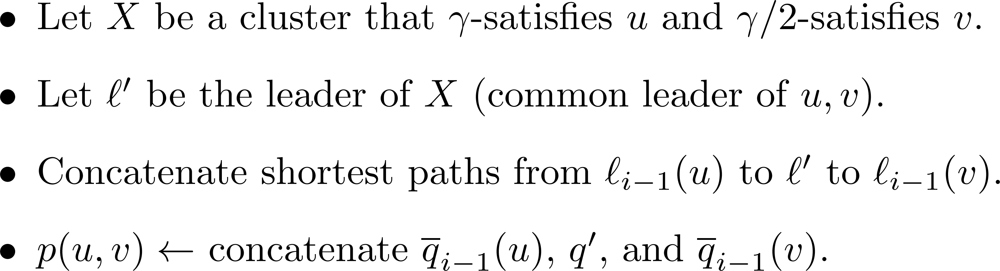 • Let $X$ be a cluster that $\gamma$-satisfies $u$ and $\gamma/2$-satisfies $v$.
• Let $\ell'$ be the leader of $X$ (common leader of $u, v$).
• Concatenate shortest paths from $\ell_{i-1}(u)$ to $\ell'$ to $\ell_{i-1}(v)$.
• $p(u, v) \leftarrow$ concatenate $\overline{q}_{i-1}(u)$, $q'$, and $\overline{q}_{i-1}(v)$.